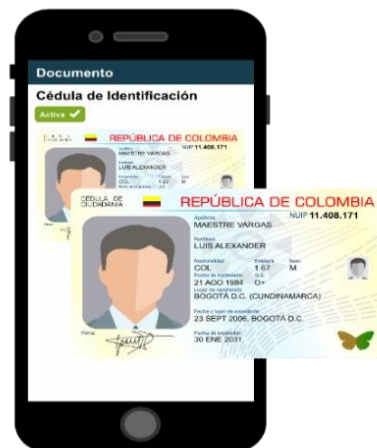 Documento
Cédula de Identificación
Activa
REPÚBLICA DE COLOMBIA
NUIP 11.408.171
MAESTRE VARGAS
LUIS ALEXANDER
COL 1.67 M
CÉDULA DE
CIUDADANÍA
REPÚBLICA DE COLOMBIA
NUIP 11.408.171
Apellidos
MAESTRE VARGAS
Nombres
LUIS ALEXANDER
Nacionalidad Estatura Sexo
COL 1.67 M
Fecha de nacimiento G.S.
21 AGO 1984 O+
Lugar de nacimiento
BOGOTÁ D.C. (CUNDINAMARCA)
Fecha y lugar de expedición
23 SEPT 2006, BOGOTÁ D.C.
Fecha de expiración
30 ENE 2031
Firma